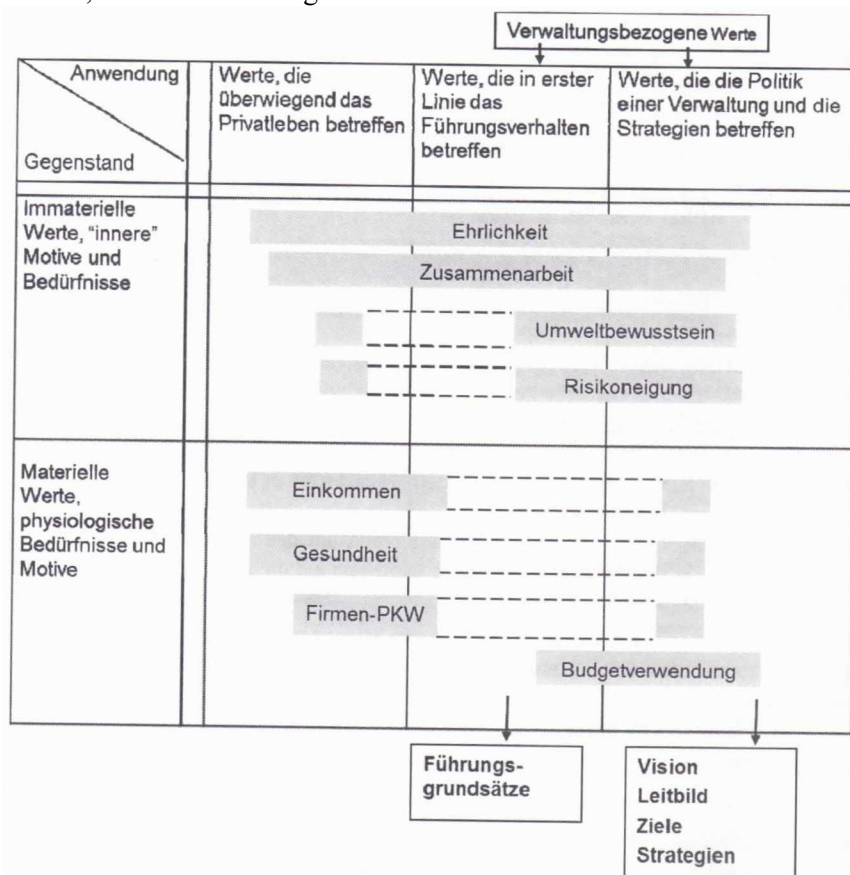 Verwaltungsbezogene Werte
Anwendung
Gegenstand
Werte, die
überwiegend das
Privatleben betreffen
Werte, die in erster
Linie das
Führungsverhalten
betreffen
Werte, die die Politik
einer Verwaltung und die
Strategien betreffen
Immaterielle
Werte, "innere"
Motive und
Bedürfnisse
Ehrlichkeit
Zusammenarbeit
Umweltbewusstsein
Risikoneigung
Materielle
Werte,
physiologische
Bedürfnisse und
Motive
Einkommen
Gesundheit
Firmen-PKW
Budgetverwendung
Führungs-
grundsätze
Vision
Leitbild
Ziele
Strategien